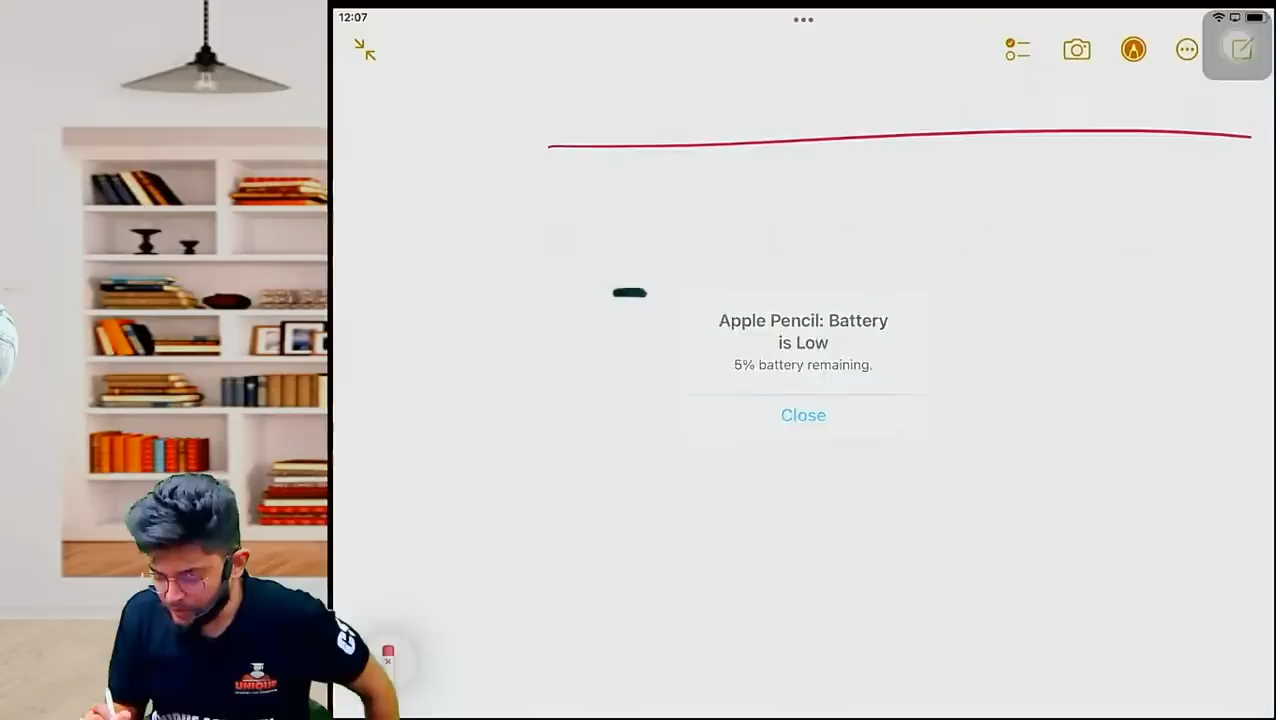 12:07
Apple Pencil: Battery
is Low
5% battery remaining.
Close
UNIQUE